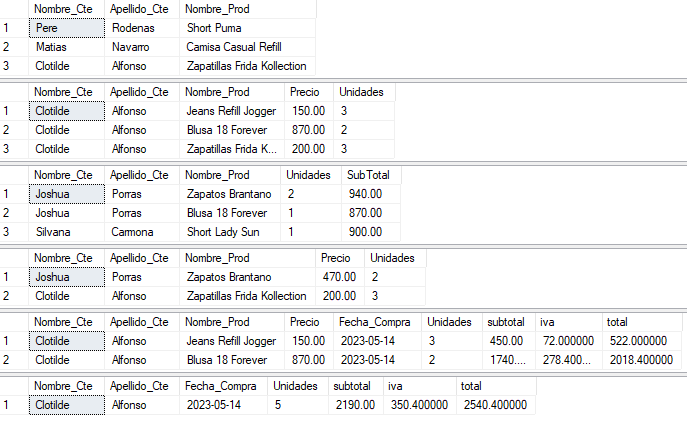 Nombre_Cte Apellido_Cte Nombre_Prod
1 Pere Rodenas Short Puma
2 Matias Navarro Camisa Casual Refill
3 Clotilde Alfonso Zapatillas Frida Kollection
Nombre_Cte Apellido_Cte Nombre_Prod Precio Unidades
1 Clotilde Alfonso Jeans Refill Jogger 150.00 3
2 Clotilde Alfonso Blusa 18 Forever 870.00 2
3 Clotilde Alfonso Zapatillas Frida K... 200.00 3
Nombre_Cte Apellido_Cte Nombre_Prod Unidades SubTotal
1 Joshua Porras Zapatos Brantano 2 940.00
2 Joshua Porras Blusa 18 Forever 1 870.00
3 Silvana Carmona Short Lady Sun 1 900.00
Nombre_Cte Apellido_Cte Nombre_Prod Precio Unidades
1 Joshua Porras Zapatos Brantano 470.00 2
2 Clotilde Alfonso Zapatillas Frida Kollection 200.00 3
Nombre_Cte Apellido_Cte Nombre_Prod Precio Fecha_Compra Unidades subtotal iva total
1 Clotilde Alfonso Jeans Refill Jogger 150.00 2023-05-14 3 450.00 72.000000 522.000000
2 Clotilde Alfonso Blusa 18 Forever 870.00 2023-05-14 2 1740.... 278.400... 2018.400000
Nombre_Cte Apellido_Cte Fecha_Compra Unidades subtotal iva total
1 Clotilde Alfonso 2023-05-14 5 2190.00 350.400000 2540.400000